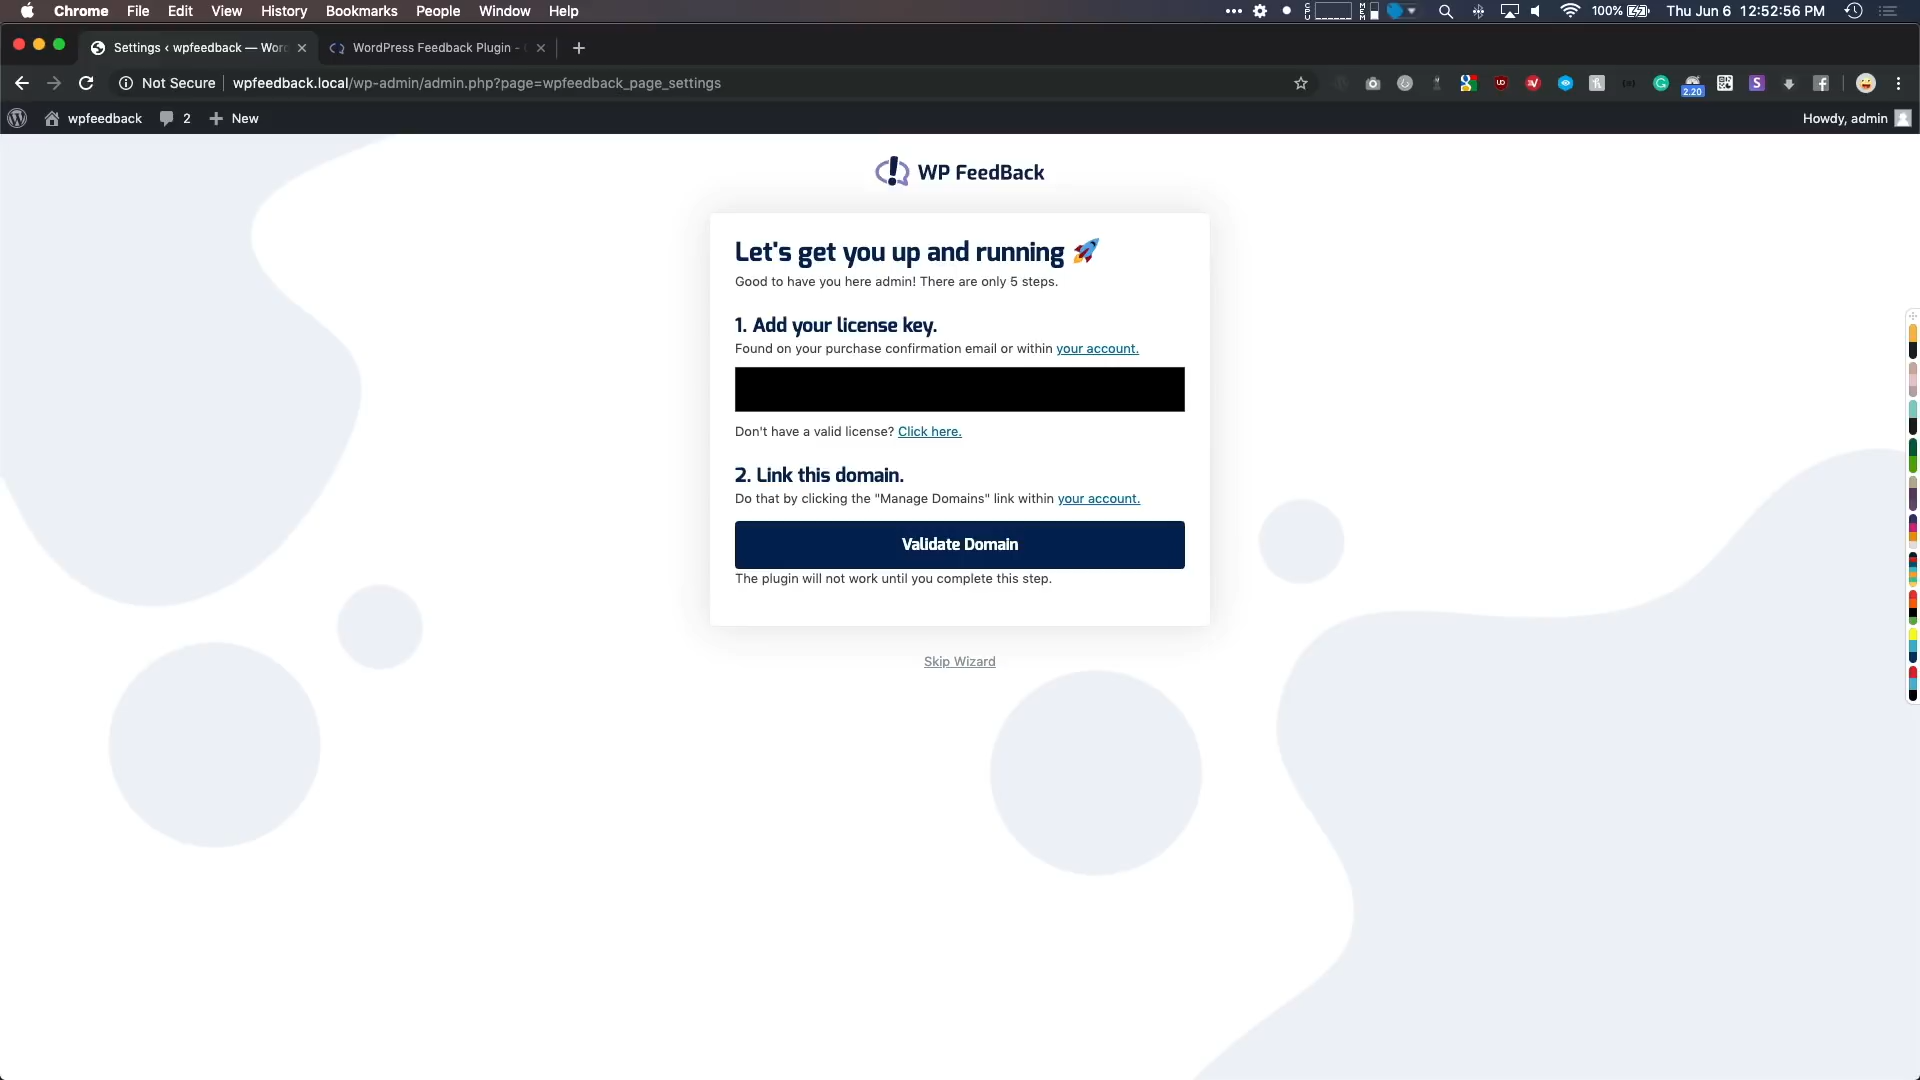 Chrome File Edit View History Bookmarks People Window Help
100% Thu Jun 6 12:52:56 PM
Settings ‹ wpfeedback — Wor
WordPress Feedback Plugin -
Not Secure wpfeedback.local/wp-admin/admin.php?page=wpfeedback_page_settings
2.20
wpfeedback 2 New
Howdy, admin
WP FeedBack
Let's get you up and running
Good to have you here admin! There are only 5 steps.
1. Add your license key.
Found on your purchase confirmation email or within your account.
Don't have a valid license? Click here.
2. Link this domain.
Do that by clicking the "Manage Domains" link within your account.
Validate Domain
The plugin will not work until you complete this step.
Skip Wizard